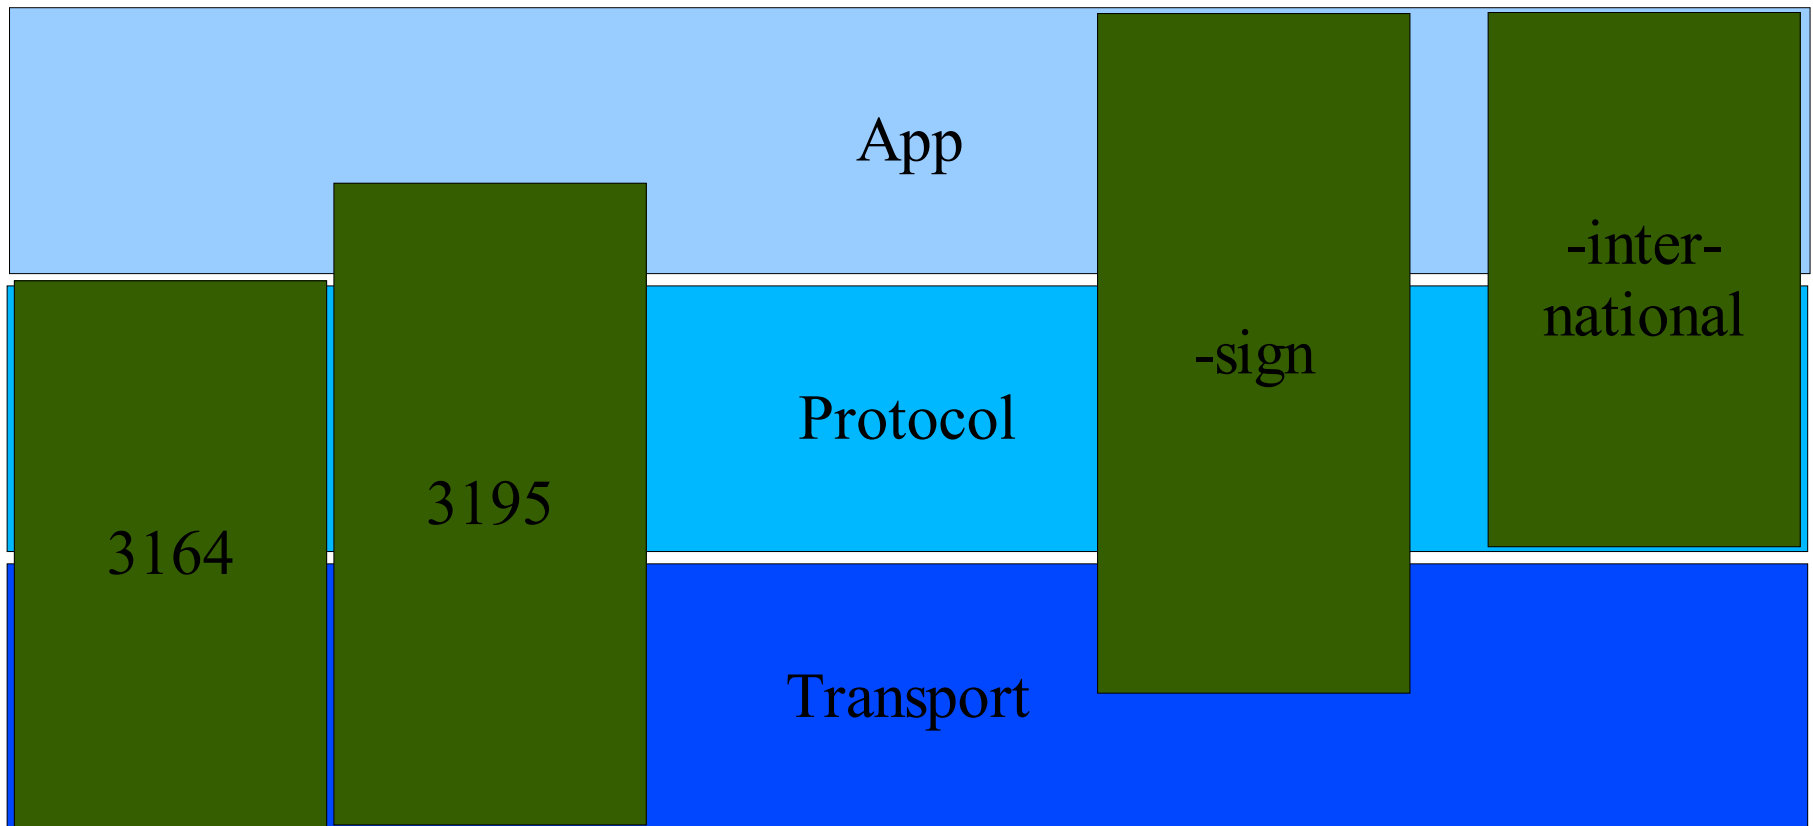 App
-inter-
national
-sign
Protocol
3195
3164
Transport